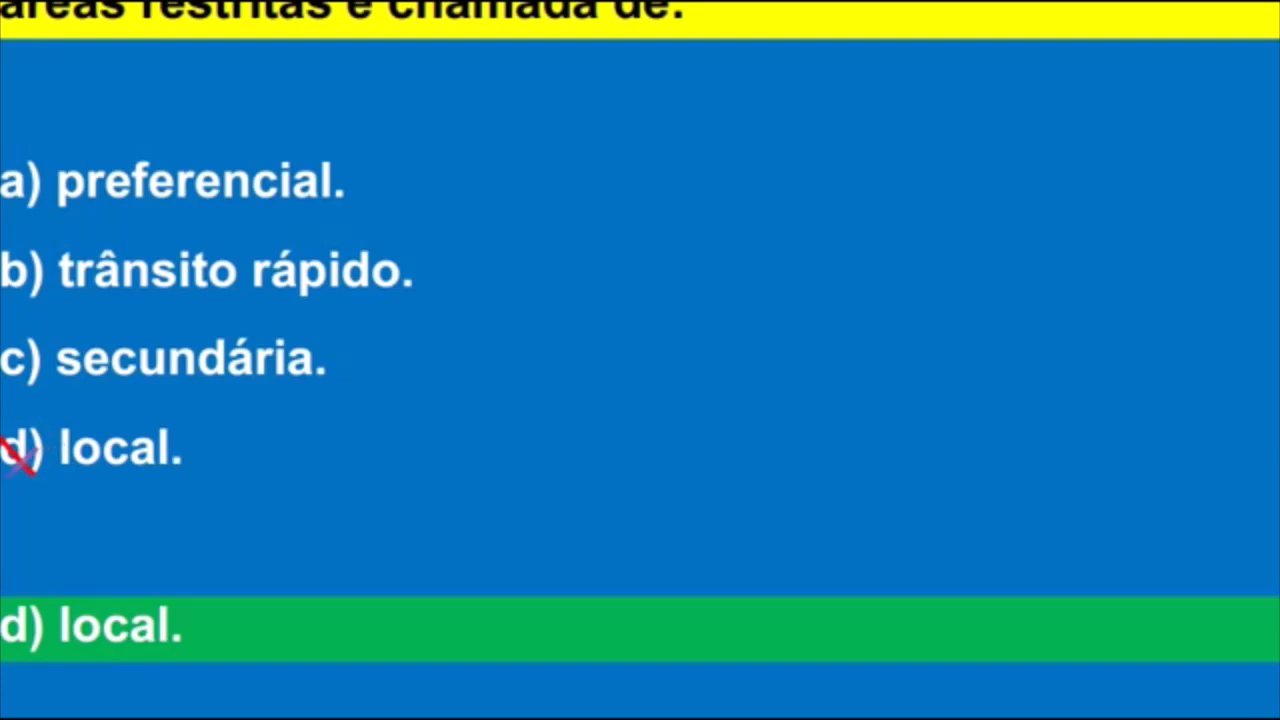 áreas restritas é chamada de:
a) preferencial.
b) trânsito rápido.
c) secundária.
d) local.
d) local.